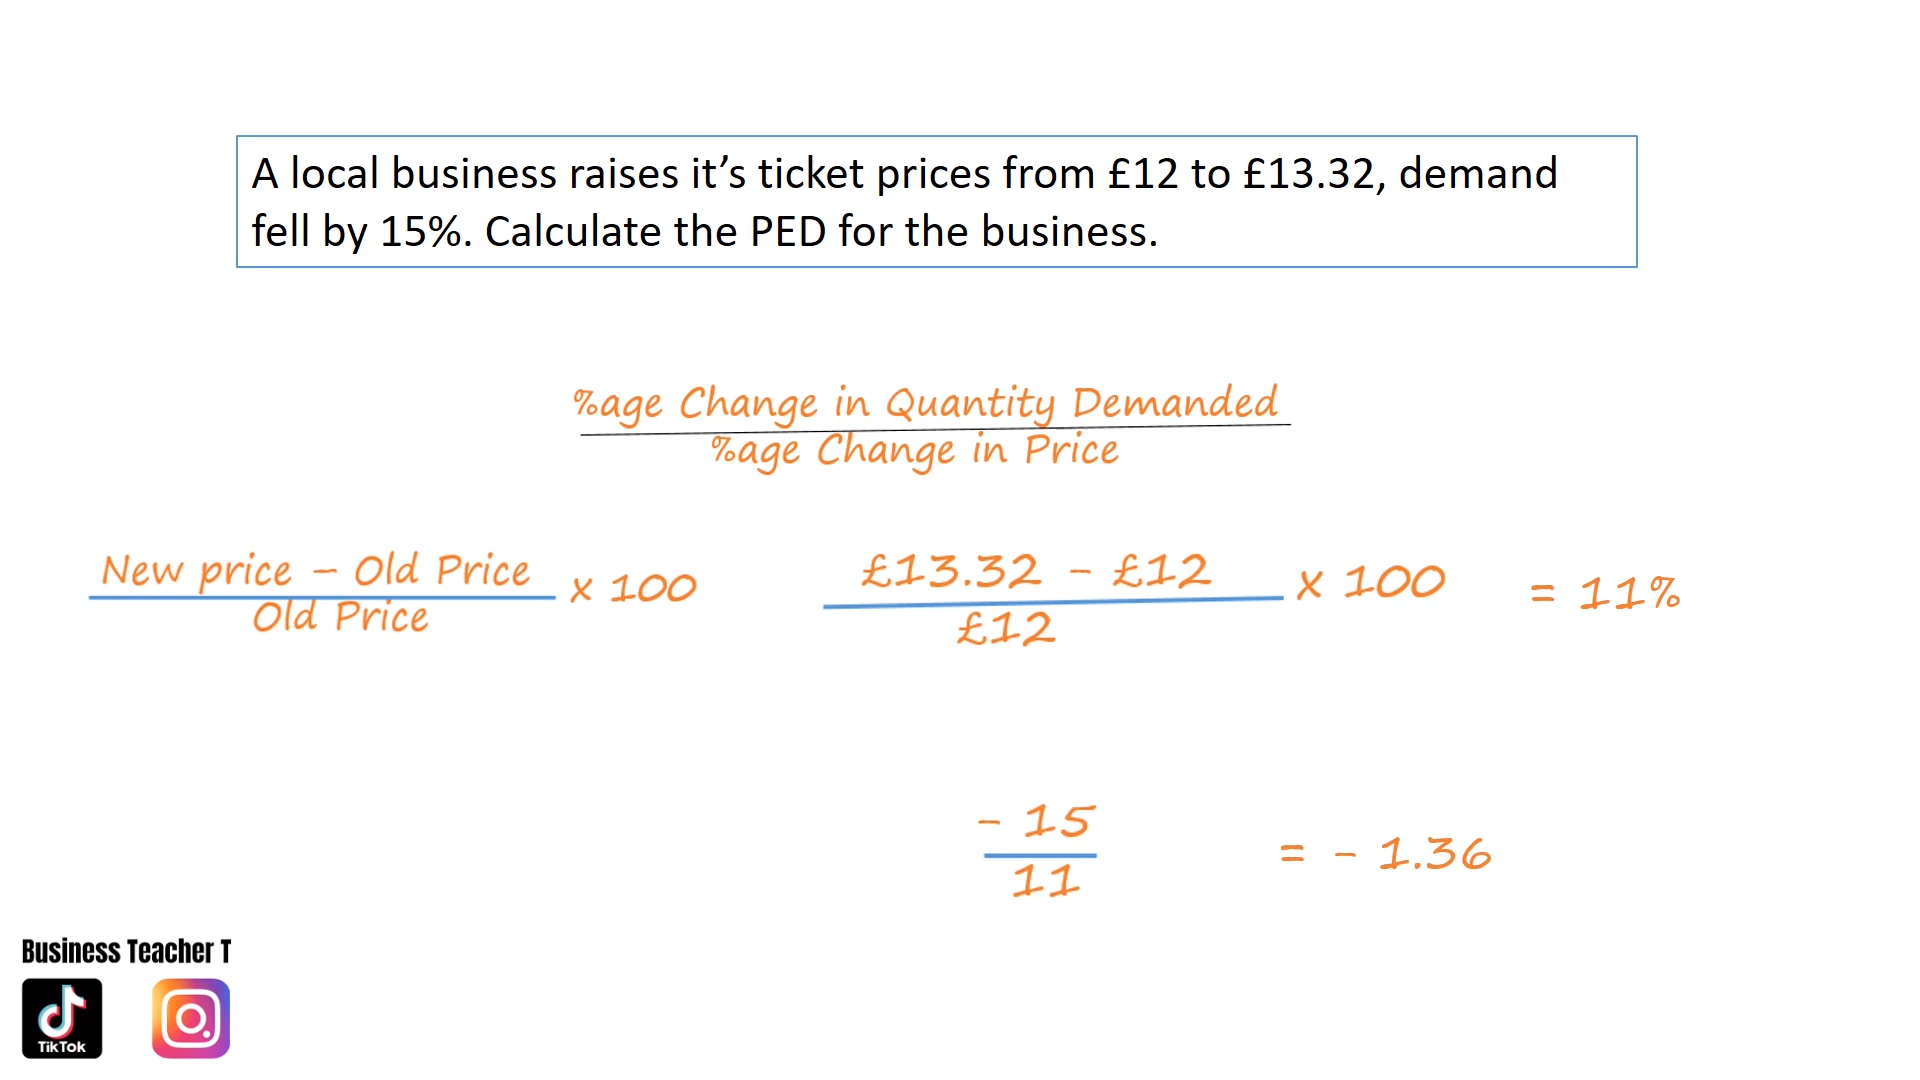 A local business raises it’s ticket prices from £12 to £13.32, demand
fell by 15%. Calculate the PED for the business.
%age Change in Quantity Demanded
%age Change in Price
New price – Old Price
Old Price
x 100
£13.32 - £12
£12
x 100
= 11%
- 15
11
= - 1.36
Business Teacher T
TikTok